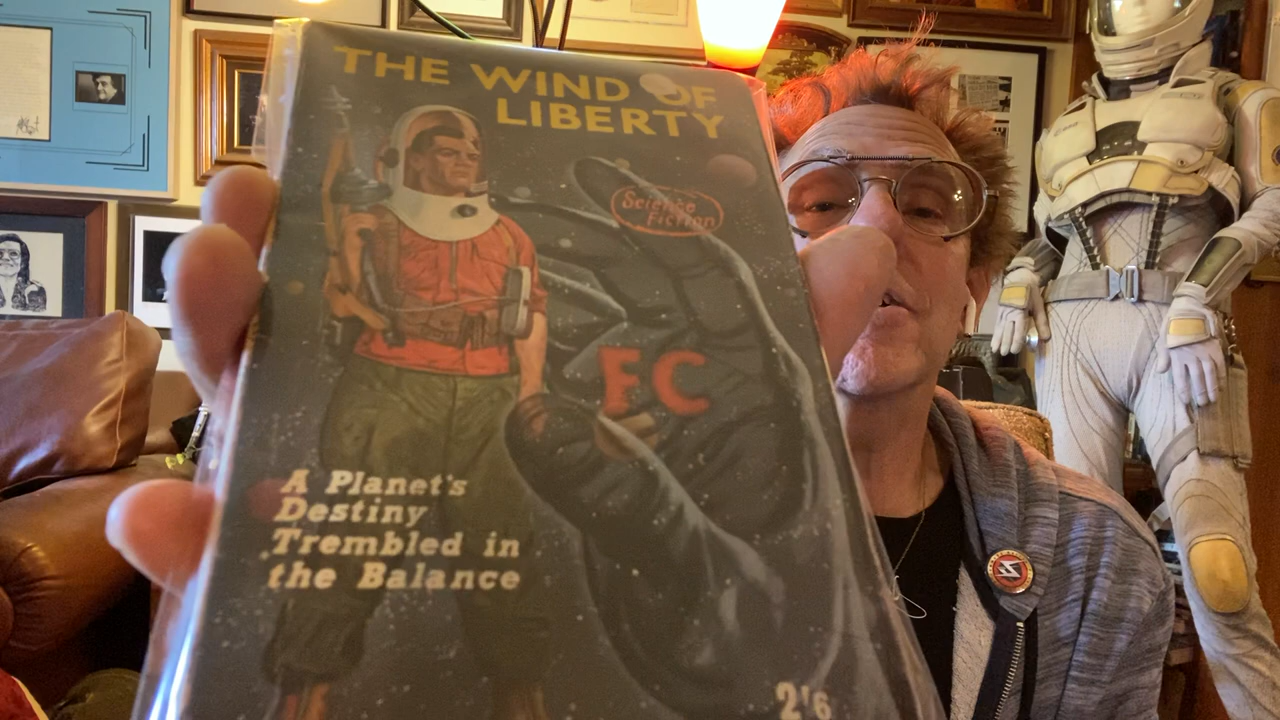 THE WIND OF
LIBERTY
Science
Fiction
FC
A Planet's
Destiny
Trembled in
the Balance
2'6